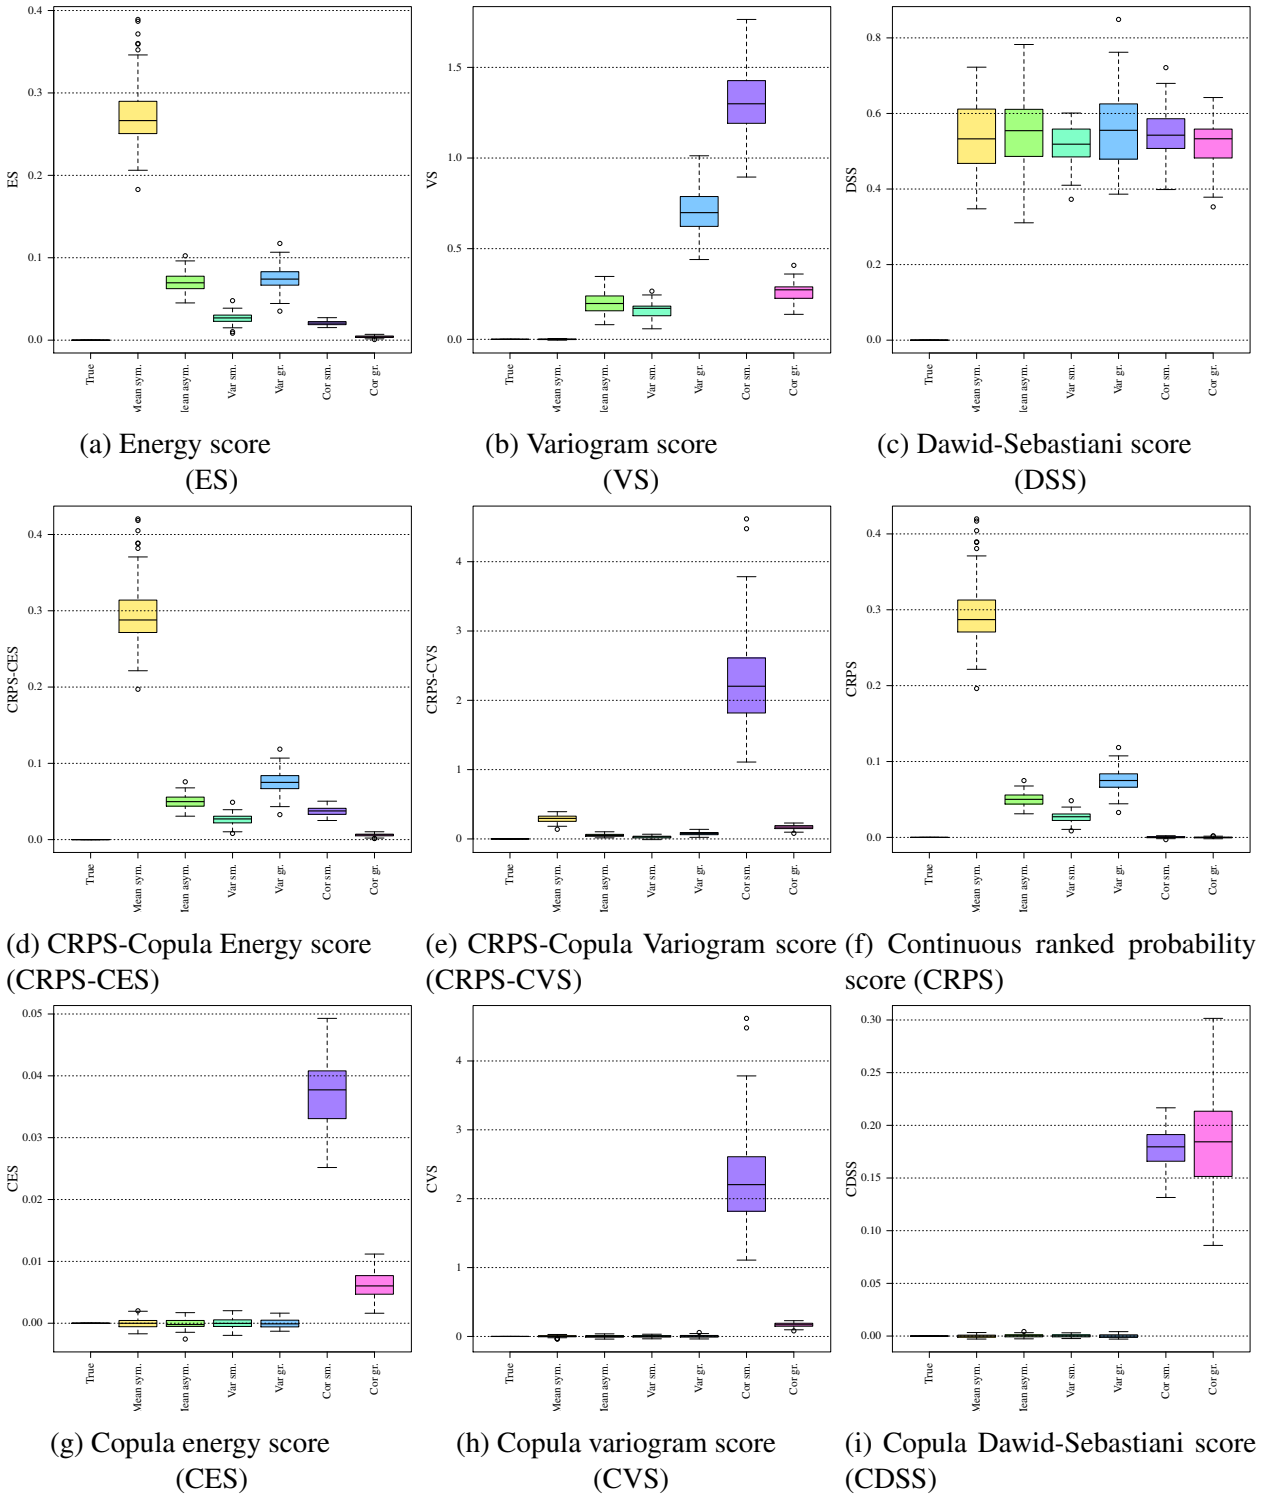 0.4
0.3
0.2
0.1
0.0
ES
True
Mean sym.
lean asym.
Var sm.
Var gr.
Cor sm.
Cor gr.
(a) Energy score
(ES)
1.5
1.0
0.5
0.0
VS
True
Mean sym.
lean asym.
Var sm.
Var gr.
Cor sm.
Cor gr.
(b) Variogram score
(VS)
0.8
0.6
0.4
0.2
0.0
DSS
True
Mean sym.
lean asym.
Var sm.
Var gr.
Cor sm.
Cor gr.
(c) Dawid-Sebastiani score
(DSS)
0.4
0.3
0.2
0.1
0.0
CRPS-CES
True
Mean sym.
lean asym.
Var sm.
Var gr.
Cor sm.
Cor gr.
(d) CRPS-Copula Energy score
(CRPS-CES)
4
3
2
1
0
CRPS-CVS
True
Mean sym.
lean asym.
Var sm.
Var gr.
Cor sm.
Cor gr.
(e) CRPS-Copula Variogram score
(CRPS-CVS)
0.4
0.3
0.2
0.1
0.0
CRPS
True
Mean sym.
lean asym.
Var sm.
Var gr.
Cor sm.
Cor gr.
(f) Continuous ranked probability
score (CRPS)
0.05
0.04
0.03
0.02
0.01
0.00
CES
True
Mean sym.
lean asym.
Var sm.
Var gr.
Cor sm.
Cor gr.
(g) Copula energy score
(CES)
4
3
2
1
0
CVS
True
Mean sym.
lean asym.
Var sm.
Var gr.
Cor sm.
Cor gr.
(h) Copula variogram score
(CVS)
0.30
0.25
0.20
0.15
0.10
0.05
0.00
CDSS
True
Mean sym.
lean asym.
Var sm.
Var gr.
Cor sm.
Cor gr.
(i) Copula Dawid-Sebastiani score
(CDSS)